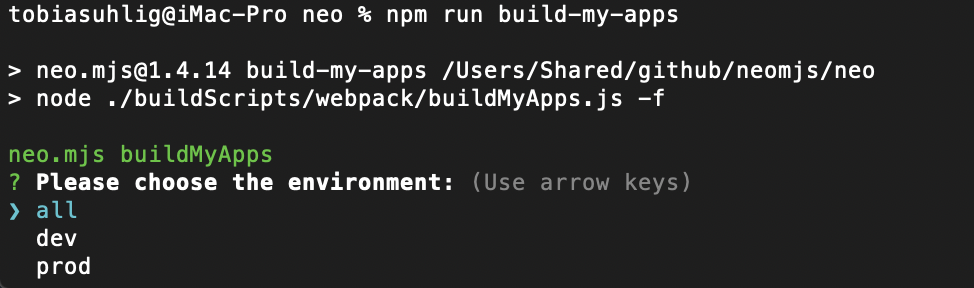 tobiasuhlig@iMac-Pro neo % npm run build-my-apps
> neo.mjs@1.4.14 build-my-apps /Users/Shared/github/neomjs/neo
> node ./buildScripts/webpack/buildMyApps.js -f
neo.mjs buildMyApps
? Please choose the environment: (Use arrow keys)
❯ all
dev
prod